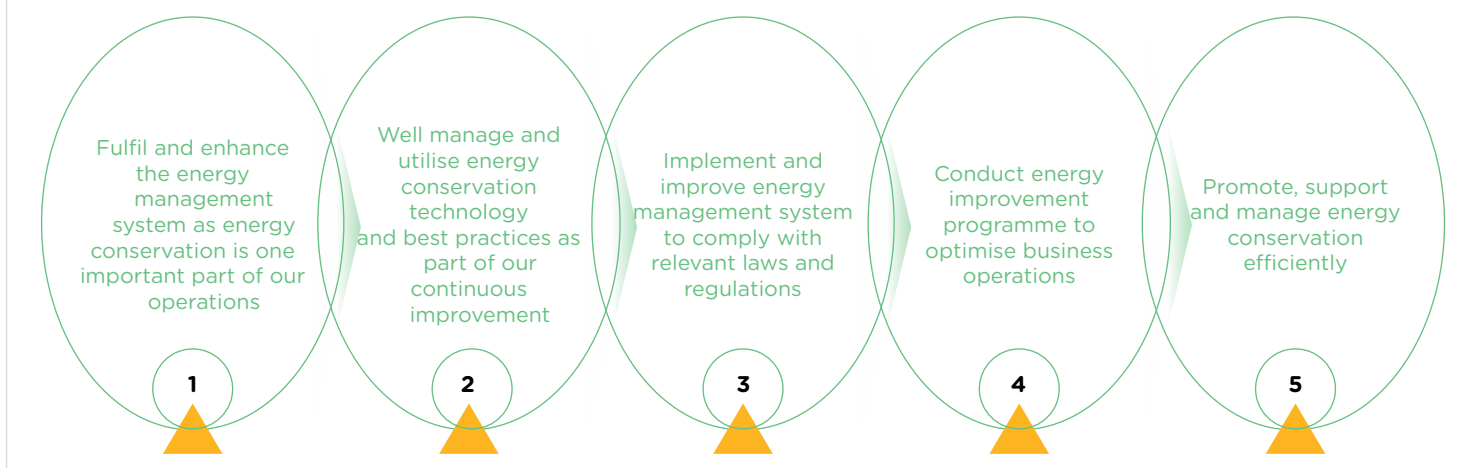 Fulfil and enhance
the energy
management
system as energy
conservation is one
important part of our
operations
1
Well manage and
utilise energy
conservation
technology
and best practices as
part of our
continuous
improvement
2
Implement and
improve energy
management system
to comply with
relevant laws and
regulations
3
Conduct energy
improvement
programme to
optimise business
operations
4
Promote, support
and manage energy
conservation
efficiently
5